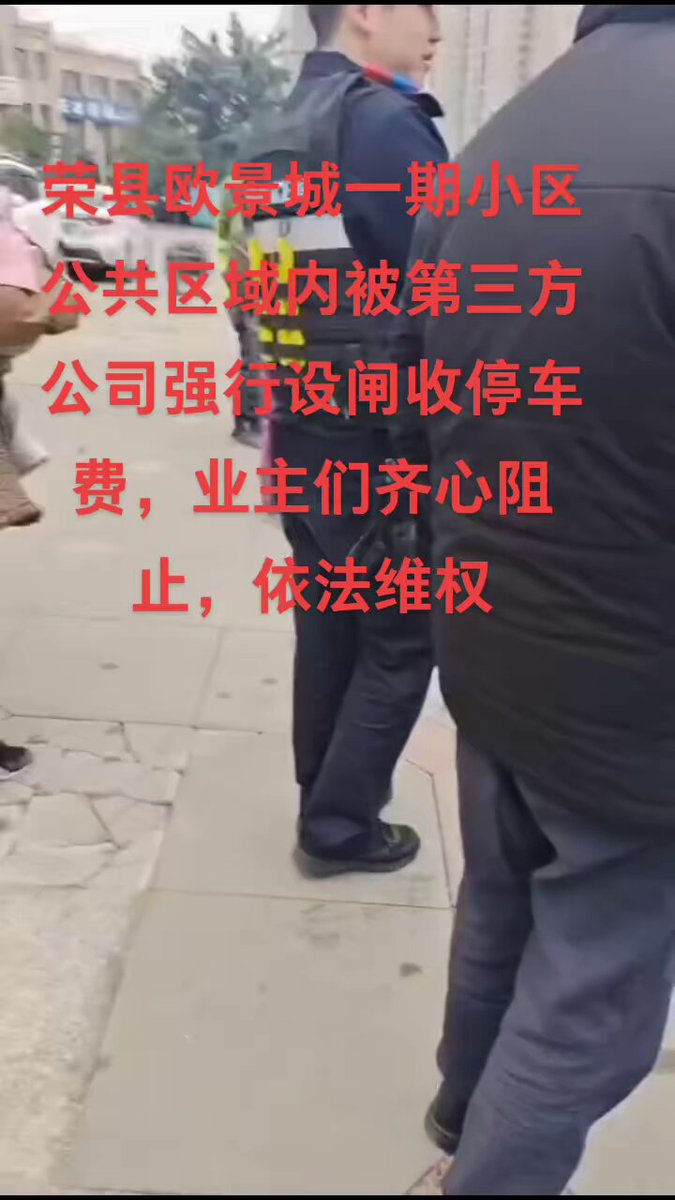 荣县欧景城一期小区
公共区域内被第三方
公司强行设闸收停车
费，业主们齐心阻
止，依法维权